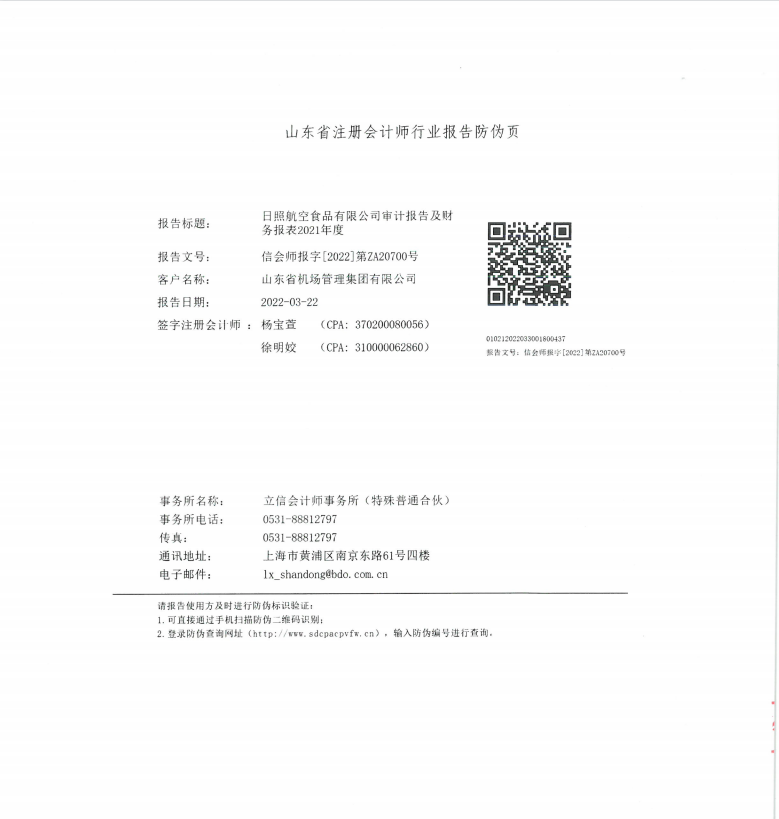 山东省注册会计师行业报告防伪页
报告标题: 日照航空食品有限公司审计报告及财
务报表2021年度
报告文号: 信会师报字[2022]第ZA20700号
客户名称: 山东省机场管理集团有限公司
报告日期: 2022-03-22
签字注册会计师 : 杨宝萱 (CPA: 370200080056)
徐明姣 (CPA: 310000062860)
010212022033001800437
报告文号: 信会师报字[2022]第ZA20700号
事务所名称: 立信会计师事务所（特殊普通合伙）
事务所电话: 0531-88812797
传真: 0531-88812797
通讯地址: 上海市黄浦区南京东路61号四楼
电子邮件: lx_shandong@bdo.com.cn
请报告使用方及时进行防伪标识验证:
1.可直接通过手机扫描防伪二维码识别;
2.登录防伪查询网址（http://www.sdcpacpvfw.cn），输入防伪编号进行查询。